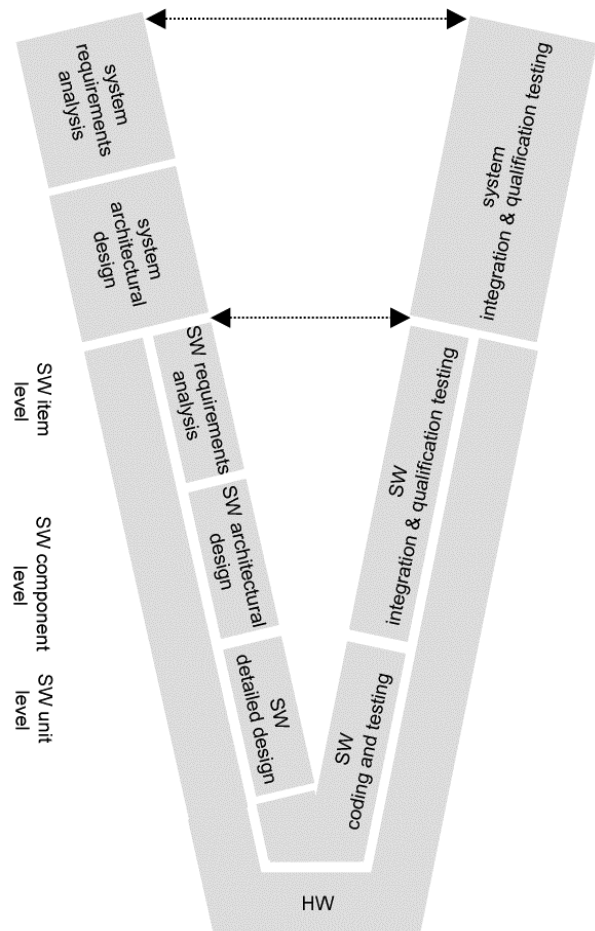 system
requirements
analysis
system
architectural
design
SW requirements
analysis
SW architectural
design
SW
detailed design
SW item
level
SW component
level
SW unit
level
system
integration & qualification testing
SW
integration & qualification testing
SW
coding and testing
HW